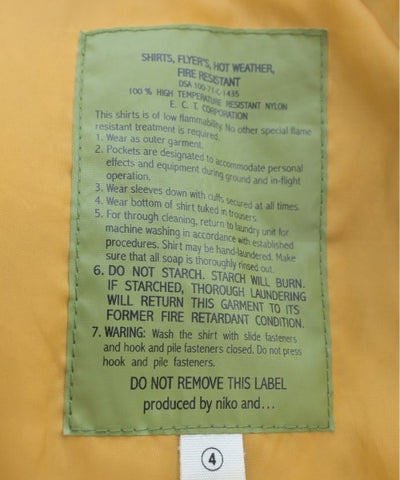 SHIRTS, FLYER'S, HOT WEATHER,
FIRE RESISTANT
DSA 100-71-C-1435
100 % HIGH TEMPERATURE RESISTANT NYLON
E. C. T. CORPORATION
This shirts is of low flammability. No other special flame
resistant treatment is required.
1. Wear as outer garment.
2. Pockets are designated to accommodate personal
effects and equipment during ground and in-flight
operation.
3. Wear sleeves down with cuffs secured at all times.
4. Wear bottom of shirt tuked in trousers.
5. For through cleaning, return to laundry unit for
machine washing in accordance with established
procedures. Shirt may be hand-laundered. Make
sure that all soap is thoroughly rinsed out.
6. DO NOT STARCH. STARCH WILL BURN.
IF STARCHED, THOROUGH LAUNDERING
WILL RETURN THIS GARMENT TO ITS
FORMER FIRE RETARDANT CONDITION.
7. WARING: Wash the shirt with slide fasteners
and hook and pile fasteners closed. Do not press
hook and pile fasteners.
DO NOT REMOVE THIS LABEL
produced by niko and...
4